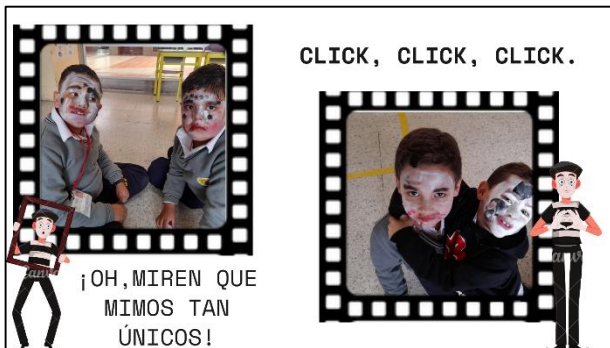 CLICK, CLICK, CLICK.
¡OH,MIREN QUE
MIMOS TAN
ÚNICOS!